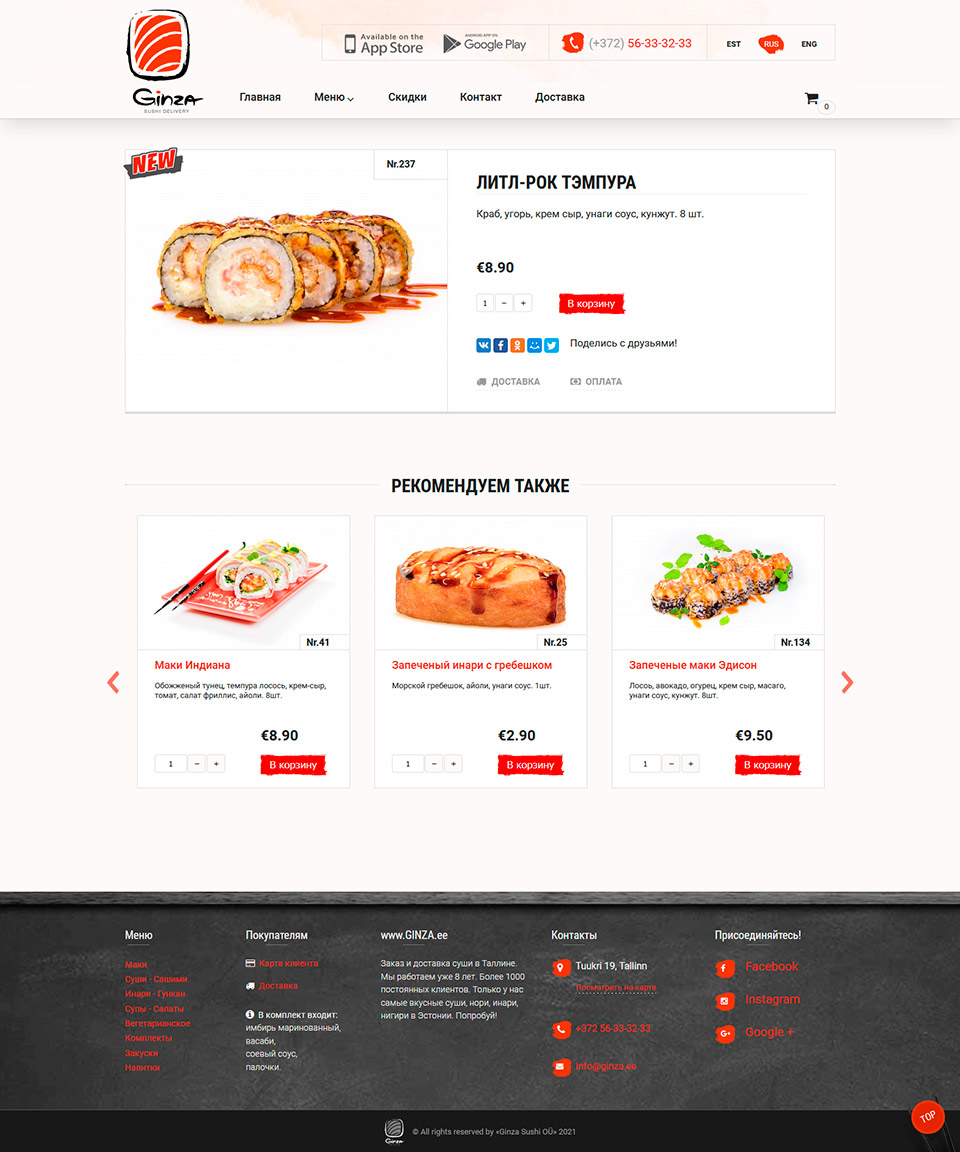 Available on the
App Store
ANDROID APP ON
Google Play
(+372) 56-33-32-33
EST
RUS
ENG
GINZA
SUSHI DELIVERY
Главная
Меню
Скидки
Контакт
Доставка
0
NEW
Nr.237
ЛИТЛ-РОК ТЭМПУРА
Краб, угорь, крем сыр, унаги соус, кунжут. 8 шт.
€8.90
1 − +
В корзину
Поделись с друзьями!
ДОСТАВКА
ОПЛАТА
РЕКОМЕНДУЕМ ТАКЖЕ
Nr.41
Маки Индиана
Обожженый тунец, темпура лосось, крем-сыр,
томат, салат фриллис, айоли. 8шт.
€8.90
1 − +
В корзину
Nr.25
Запеченый инари с гребешком
Морской гребешок, айоли, унаги соус. 1шт.
€2.90
1 − +
В корзину
Nr.134
Запеченые маки Эдисон
Лосось, авокадо, огурец, крем сыр, масаго,
унаги соус, кунжут. 8шт.
€9.50
1 − +
В корзину
Меню
Маки
Суши - Сашими
Инари - Гункан
Супы - Салаты
Вегетарианское
Комплекты
Закуски
Напитки
Покупателям
Карта клиента
Доставка
В комплект входит:
имбирь маринованный,
васаби,
соевый соус,
палочки.
www.GINZA.ee
Заказ и доставка суши в Таллине.
Мы работаем уже 8 лет. Более 1000
постоянных клиентов. Только у нас
самые вкусные суши, нори, инари,
нигири в Эстонии. Попробуй!
Контакты
Tuukri 19, Tallinn
Посмотреть на карте
+372 56-33-32-33
info@ginza.ee
Присоединяйтесь!
Facebook
Instagram
Google +
TOP
GINZA
© All rights reserved by «Ginza Sushi OÜ» 2021